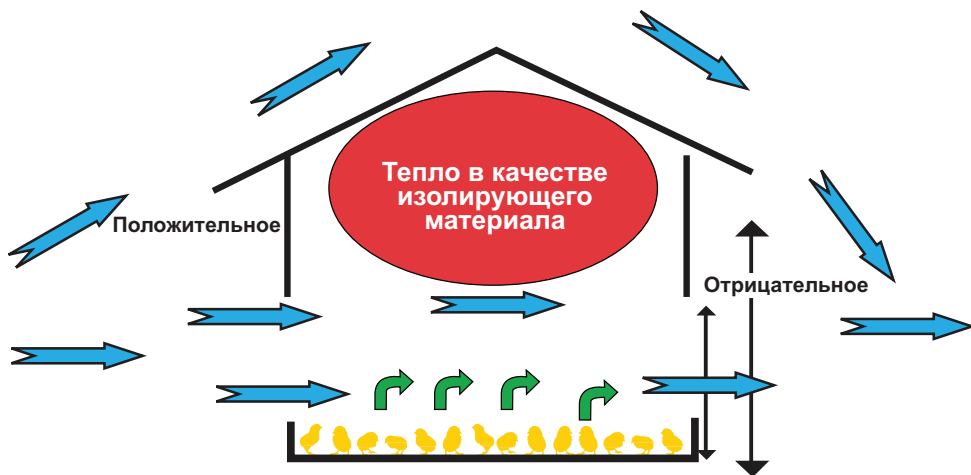 Тепло в качестве
изолирующего
материала
Положительное
Отрицательное